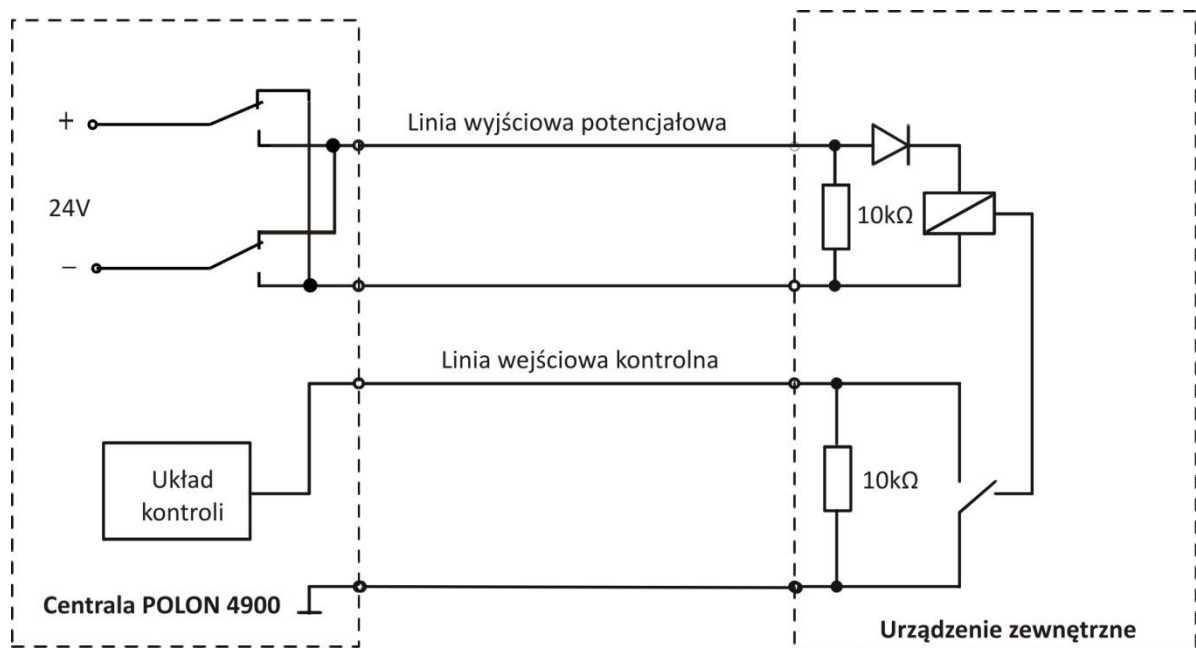 +
Linia wyjściowa potencjałowa
24V
10kΩ
−
Linia wejściowa kontrolna
Układ
kontroli
10kΩ
Centrala POLON 4900
Urządzenie zewnętrzne